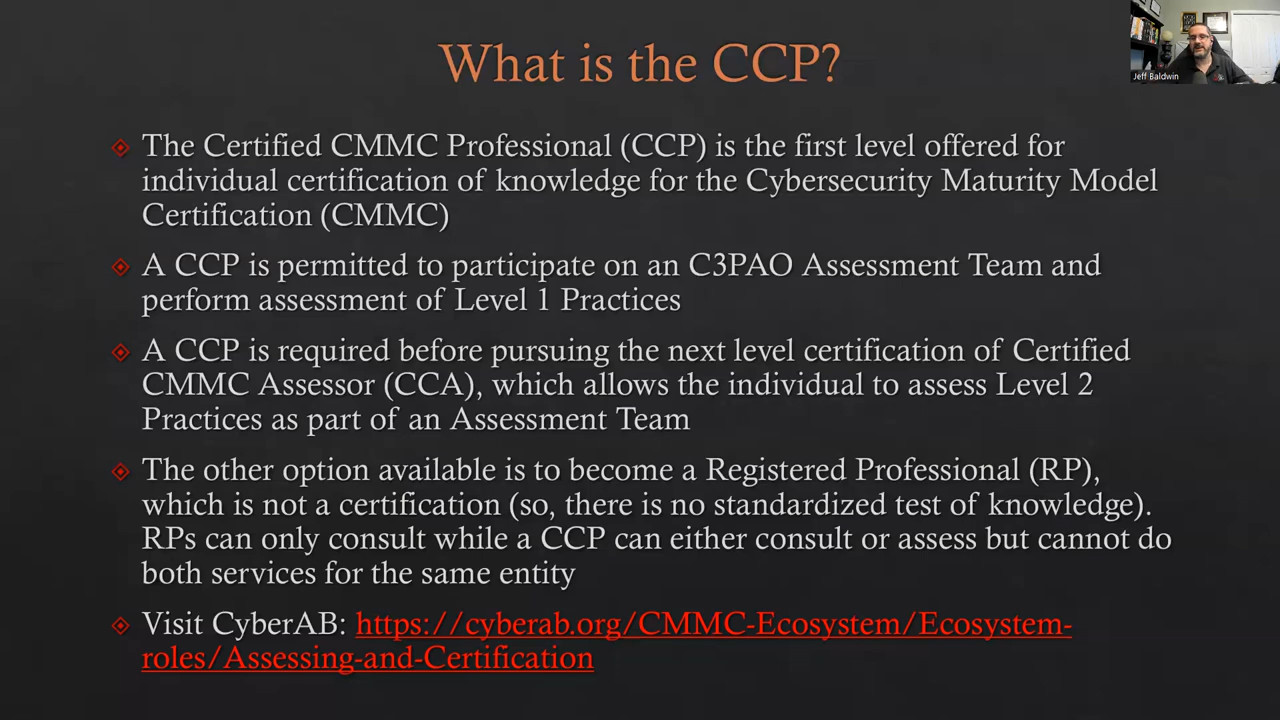 What is the CCP?
Jeff Baldwin
The Certified CMMC Professional (CCP) is the first level offered for
individual certification of knowledge for the Cybersecurity Maturity Model
Certification (CMMC)
A CCP is permitted to participate on an C3PAO Assessment Team and
perform assessment of Level 1 Practices
A CCP is required before pursuing the next level certification of Certified
CMMC Assessor (CCA), which allows the individual to assess Level 2
Practices as part of an Assessment Team
The other option available is to become a Registered Professional (RP),
which is not a certification (so, there is no standardized test of knowledge).
RPs can only consult while a CCP can either consult or assess but cannot do
both services for the same entity
Visit CyberAB: https://cyberab.org/CMMC-Ecosystem/Ecosystem-
roles/Assessing-and-Certification